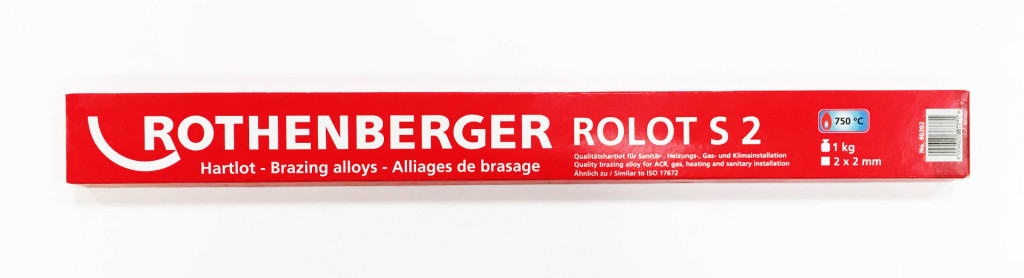 ROTHENBERGER
Hartlot - Brazing alloys - Alliages de brasage
ROLOT S 2
Qualitätshartlot für Sanitär-, Heizungs-, Gas- und Klimainstallation
Quality brazing alloy for ACR, gas, heating and sanitary installation
Ähnlich zu / Similar to ISO 17672
750 °C
1 kg
2 x 2 mm
No. 40202